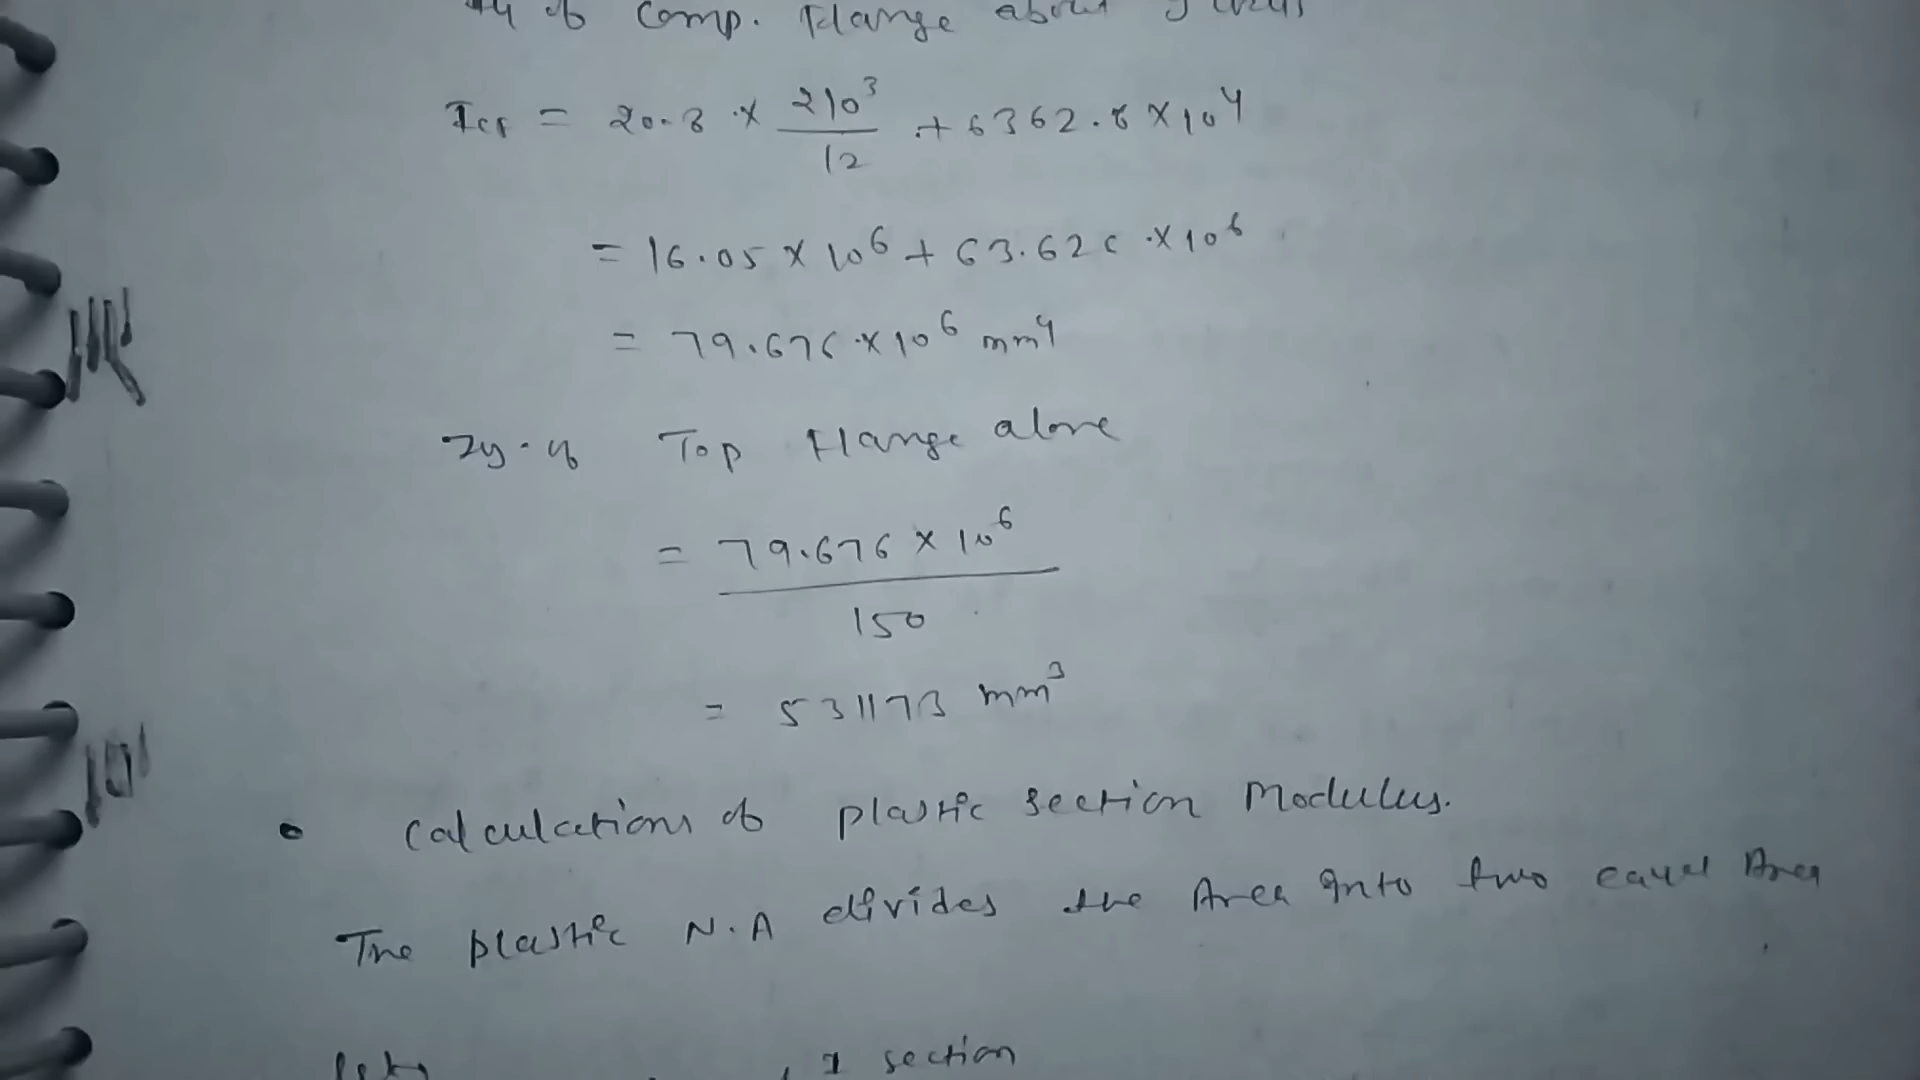 of comp. Flange about
Icf = 20.8 × 210³/12 + 6362.6 × 10⁴
= 16.05 × 10⁶ + 63.626 × 10⁶
= 79.676 × 10⁶ mm⁴
Zy of Top Flange alone
= 79.676 × 10⁶
150
= 531173 mm³
• Calculations of plastic section Modulus.
The plastic N.A divides the Area into two equal Area
I section